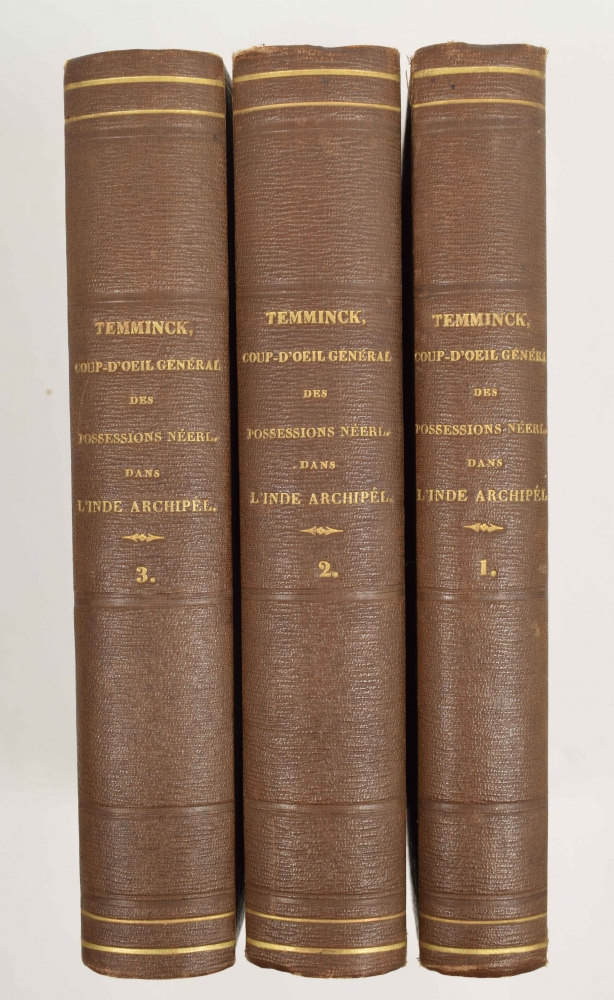 TEMMINCK,
COUP-D'OEIL GÉNÉRAL
DES
POSSESSIONS NÉERL.
DANS
L'INDE ARCHIPÉL.
3.
TEMMINCK,
COUP-D'OEIL GÉNÉRAL
DES
POSSESSIONS NÉERL.
DANS
L'INDE ARCHIPÉL.
2.
TEMMINCK,
COUP-D'OEIL GÉNÉRA
DES
POSSESSIONS NÉERL.
DANS
L'INDE ARCHIPÉL
1.